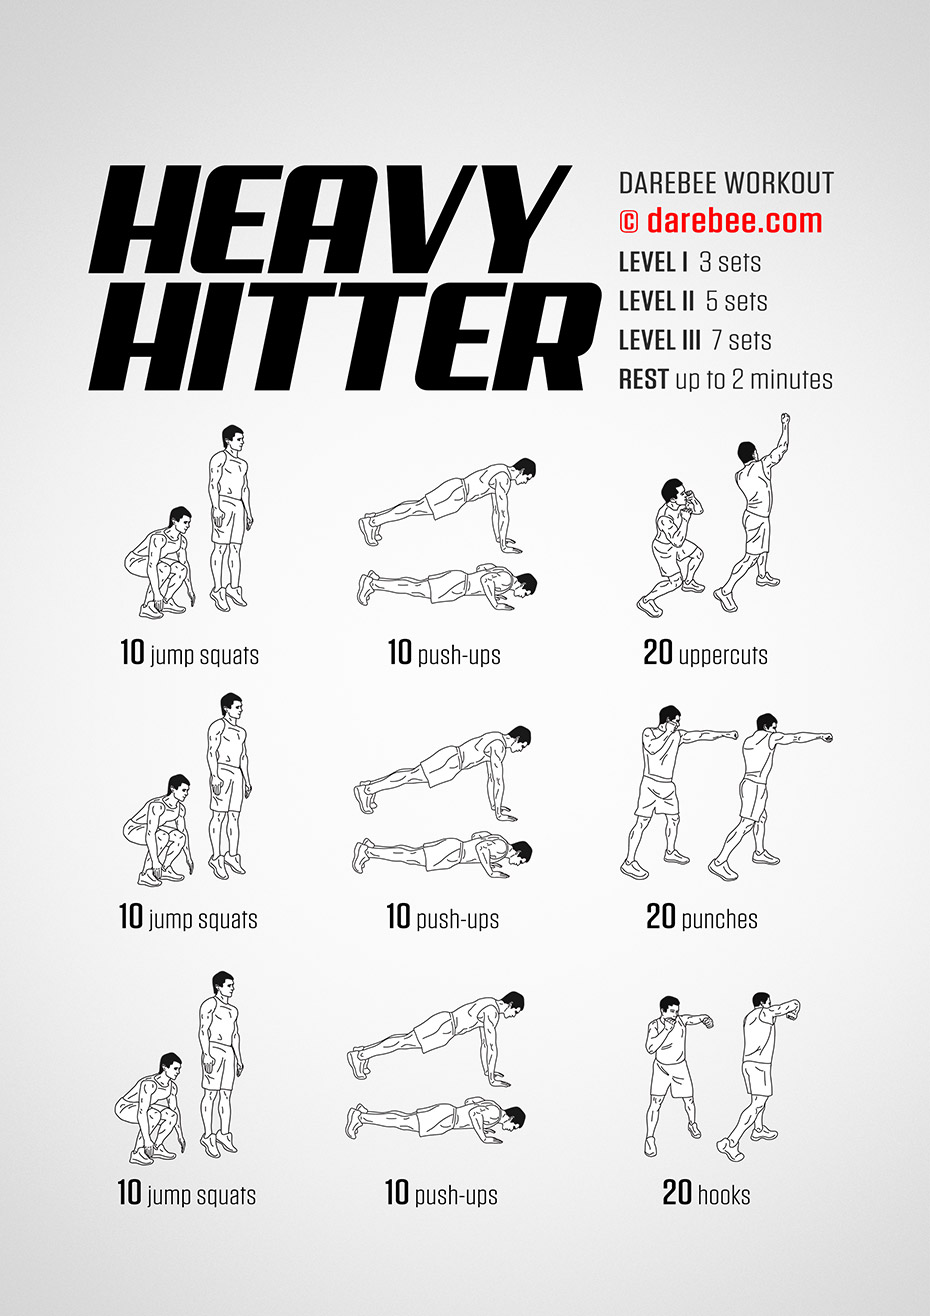 HEAVY
HITTER
DAREBEE WORKOUT
© darebee.com
LEVEL I 3 sets
LEVEL II 5 sets
LEVEL III 7 sets
REST up to 2 minutes
10 jump squats
10 push-ups
20 uppercuts
10 jump squats
10 push-ups
20 punches
10 jump squats
10 push-ups
20 hooks